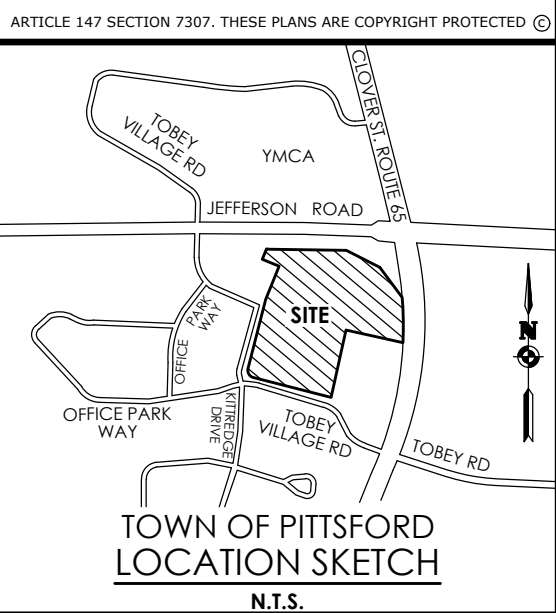 ARTICLE 147 SECTION 7307. THESE PLANS ARE COPYRIGHT PROTECTED ©
CLOVER ST. ROUTE 65
TOBEY
VILLAGE RD
YMCA
JEFFERSON ROAD
OFFICE
PARK
WAY
SITE
N
OFFICE PARK
WAY
KITTREDGE
DRIVE
TOBEY
VILLAGE RD
TOBEY RD
TOWN OF PITTSFORD
LOCATION SKETCH
N.T.S.